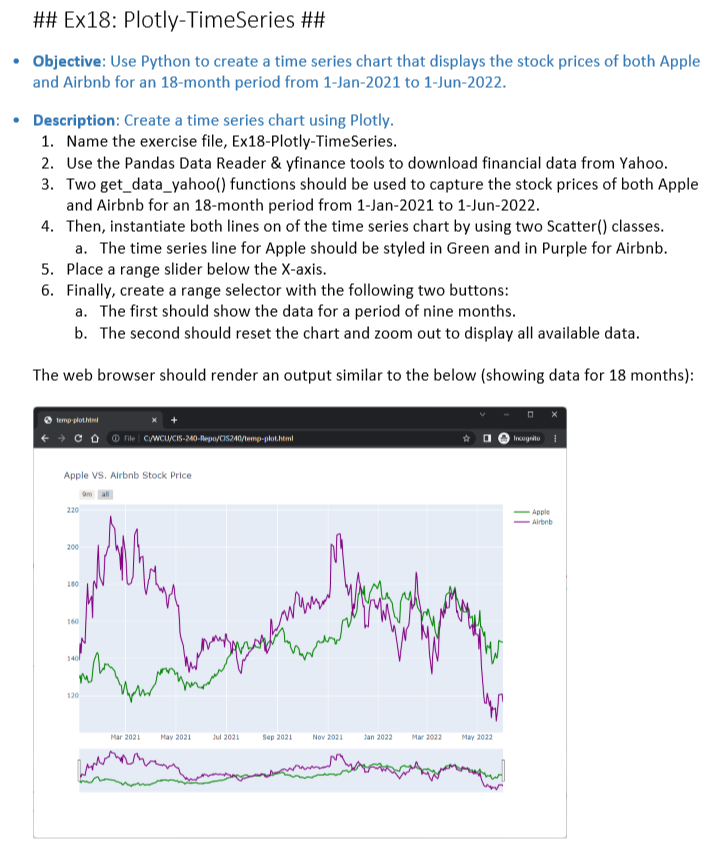 ## Ex18: Plotly-TimeSeries ##
• Objective: Use Python to create a time series chart that displays the stock prices of both Apple
and Airbnb for an 18-month period from 1-Jan-2021 to 1-Jun-2022.
• Description: Create a time series chart using Plotly.
1. Name the exercise file, Ex18-Plotly-TimeSeries.
2. Use the Pandas Data Reader & yfinance tools to download financial data from Yahoo.
3. Two get_data_yahoo() functions should be used to capture the stock prices of both Apple
and Airbnb for an 18-month period from 1-Jan-2021 to 1-Jun-2022.
4. Then, instantiate both lines on of the time series chart by using two Scatter() classes.
a. The time series line for Apple should be styled in Green and in Purple for Airbnb.
5. Place a range slider below the X-axis.
6. Finally, create a range selector with the following two buttons:
a. The first should show the data for a period of nine months.
b. The second should reset the chart and zoom out to display all available data.
The web browser should render an output similar to the below (showing data for 18 months):
temp-plot.html
File C:/WCU/CIS-240-Repo/CIS240/temp-plot.html
Incognito
Apple VS. Airbnb Stock Price
9m all
220
Apple
Airbnb
200
180
160
140
120
Mar 2021 May 2021 Jul 2021 Sep 2021 Nov 2021 Jan 2022 Mar 2022 May 2022